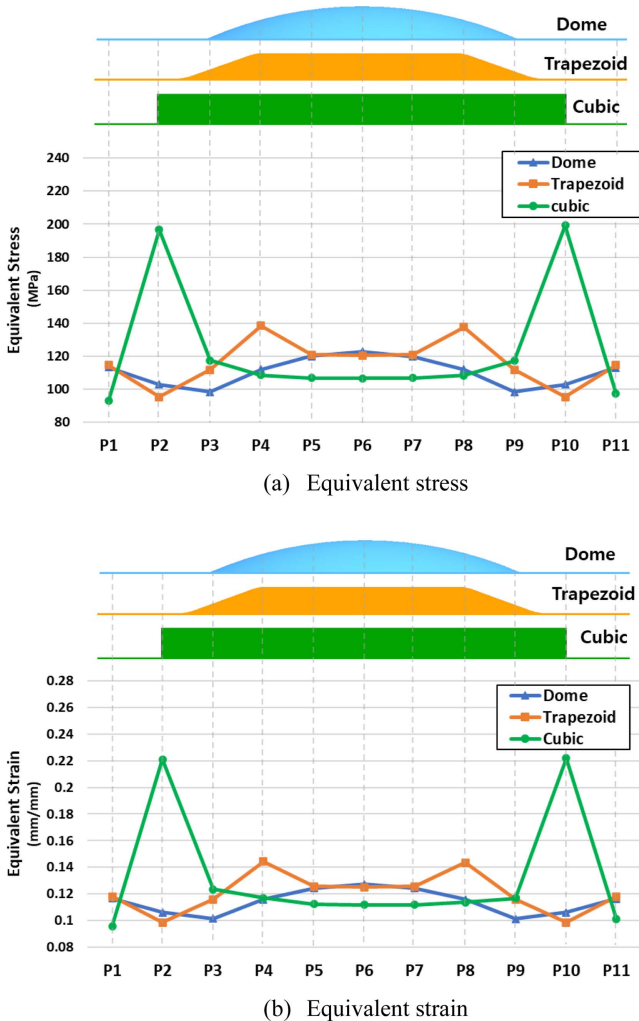 Dome
Trapezoid
Cubic
240
220
200
180
160
140
120
100
80
Equivalent Stress
(MPa)
Dome
Trapezoid
cubic
P1 P2 P3 P4 P5 P6 P7 P8 P9 P10 P11
(a) Equivalent stress
Dome
Trapezoid
Cubic
0.28
0.26
0.24
0.22
0.2
0.18
0.16
0.14
0.12
0.1
0.08
Equivalent Strain
(mm/mm)
Dome
Trapezoid
Cubic
P1 P2 P3 P4 P5 P6 P7 P8 P9 P10 P11
(b) Equivalent strain